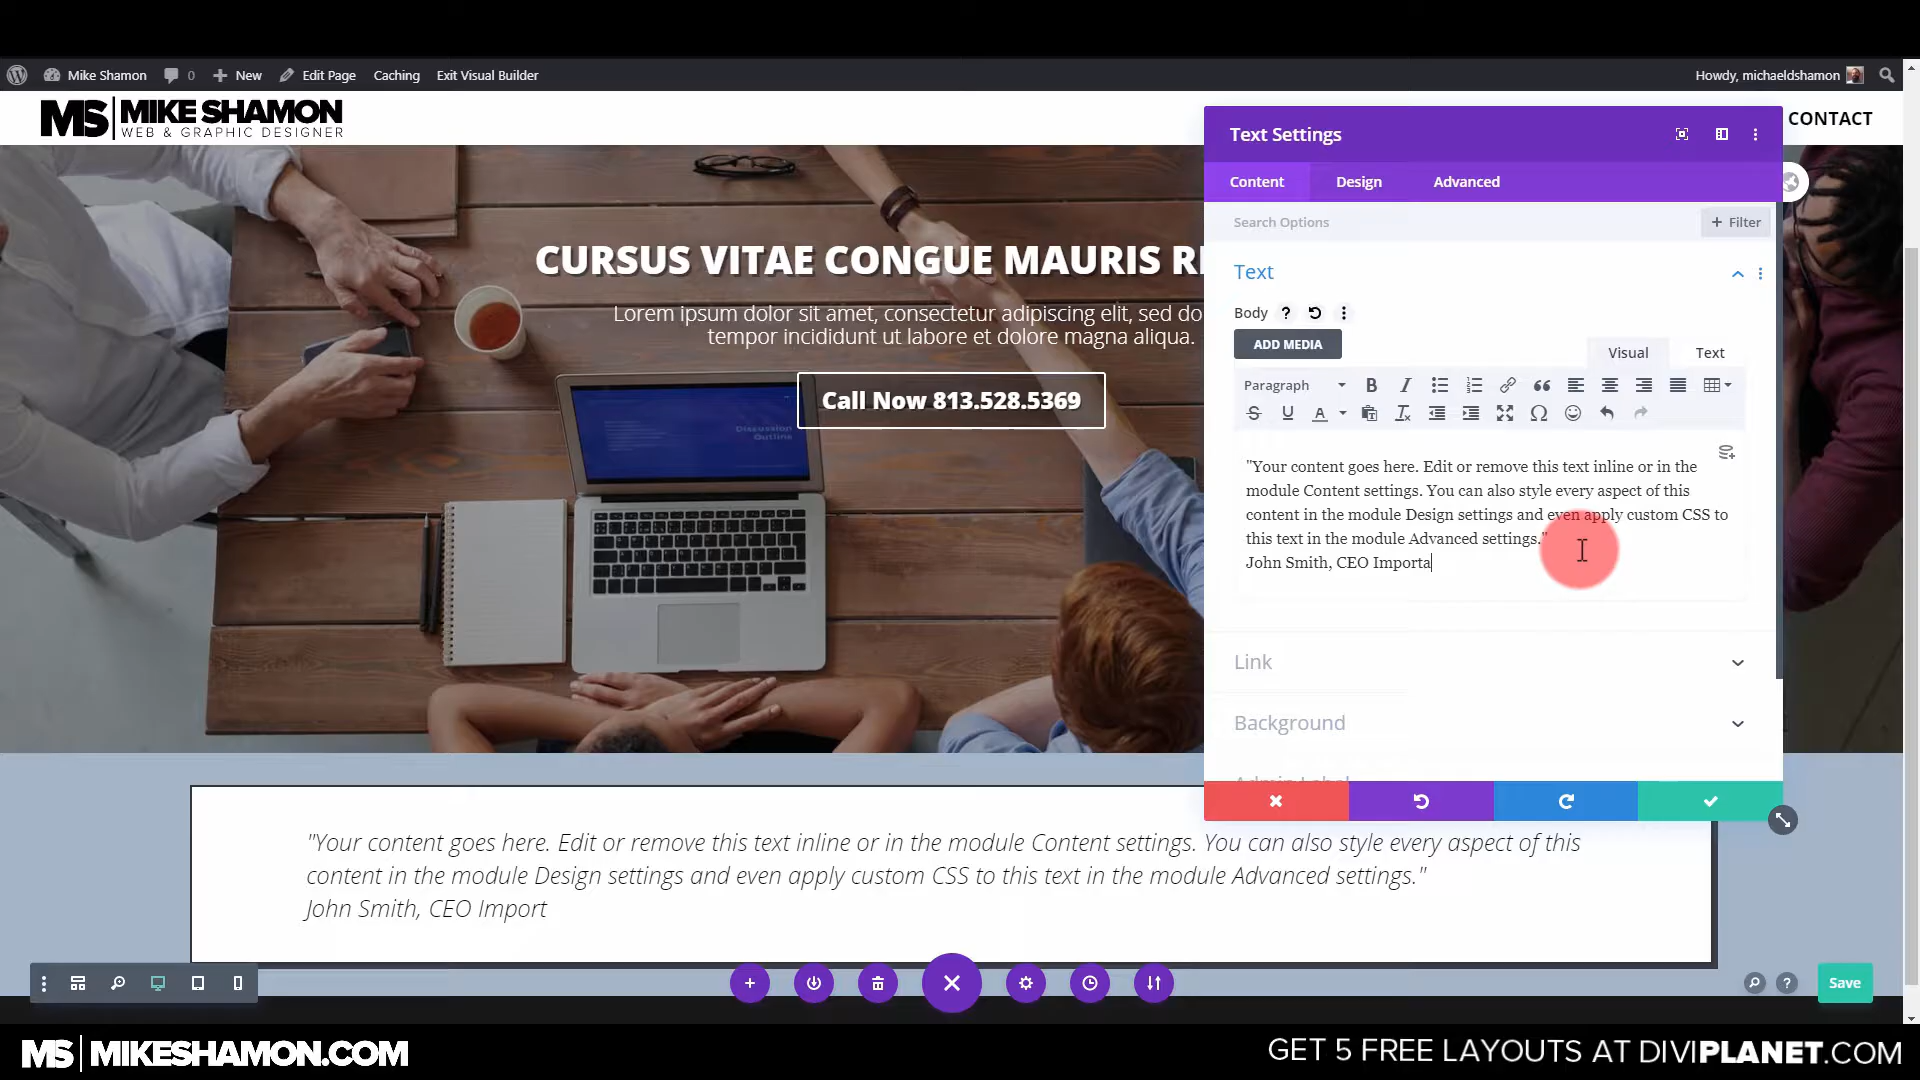 Mike Shamon 0 New Edit Page Caching Exit Visual Builder Howdy, michaeldshamon
MS MIKE SHAMON
WEB & GRAPHIC DESIGNER
CONTACT
CURSUS VITAE CONGUE MAURIS R
Lorem ipsum dolor sit amet, consectetur adipiscing elit, sed do
tempor incididunt ut labore et dolore magna aliqua.
Call Now 813.528.5369
Discussion
Outline
Text Settings
Content Design Advanced
Search Options + Filter
Text
Body ?
ADD MEDIA
Visual Text
Paragraph B I
S U A
"Your content goes here. Edit or remove this text inline or in the
module Content settings. You can also style every aspect of this
content in the module Design settings and even apply custom CSS to
this text in the module Advanced settings."
John Smith, CEO Importa
Link
Background
Admin Label
"Your content goes here. Edit or remove this text inline or in the module Content settings. You can also style every aspect of this
content in the module Design settings and even apply custom CSS to this text in the module Advanced settings."
John Smith, CEO Import
? Save
MS MIKESHAMON.COM
GET 5 FREE LAYOUTS AT DIVIPLANET.COM